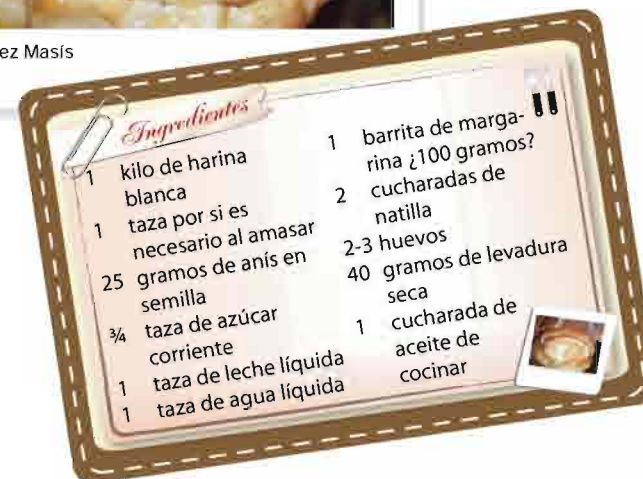 ez Masís
Ingredientes
1 kilo de harina
blanca
1 taza por si es
necesario al amasar
25 gramos de anís en
semilla
¾ taza de azúcar
corriente
1 taza de leche líquida
1 taza de agua líquida
1 barrita de marga-
rina ¿100 gramos?
2 cucharadas de
natilla
2-3 huevos
40 gramos de levadura
seca
1 cucharada de
aceite de
cocinar